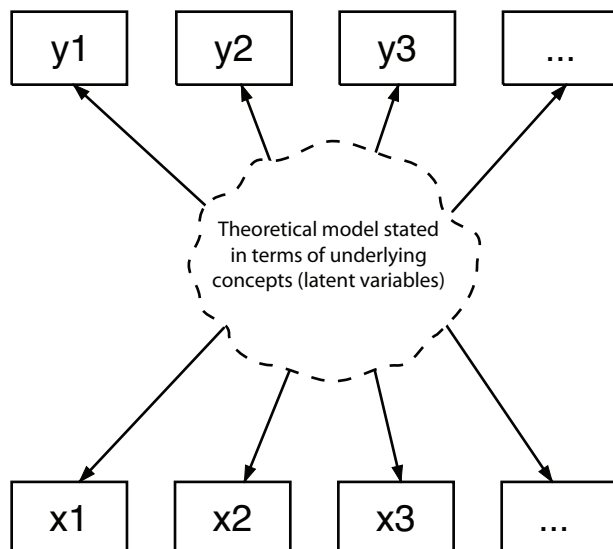 y1 y2 y3 ...
Theoretical model stated
in terms of underlying
concepts (latent variables)
x1 x2 x3 ...